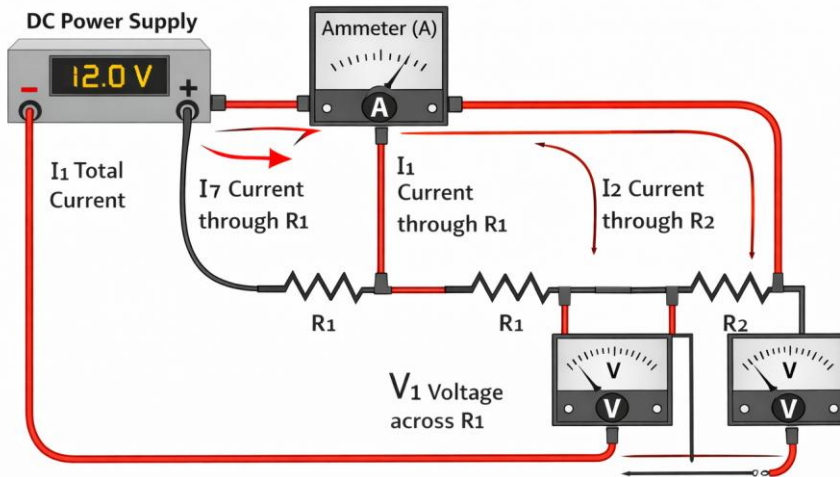 DC Power Supply
12.0 V
- +
Ammeter (A)
A
I₁ Total
Current
I₇ Current
through R₁
I₁
Current
through R₁
I₂ Current
through R₂
R₁
R₁
R₂
V₁ Voltage
across R₁
V
V
V
V